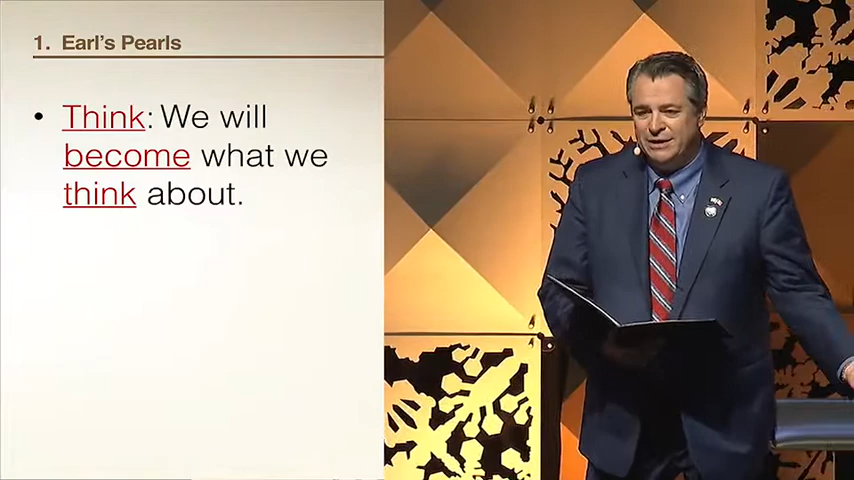 1. Earl's Pearls
• Think: We will
become what we
think about.